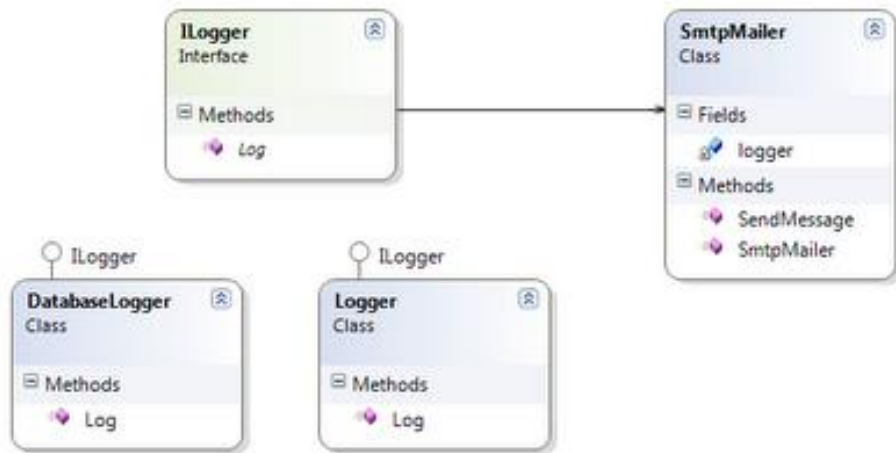 ILogger
Interface
Methods
Log
SmtpMailer
Class
Fields
logger
Methods
SendMessage
SmtpMailer
ILogger
DatabaseLogger
Class
Methods
Log
ILogger
Logger
Class
Methods
Log